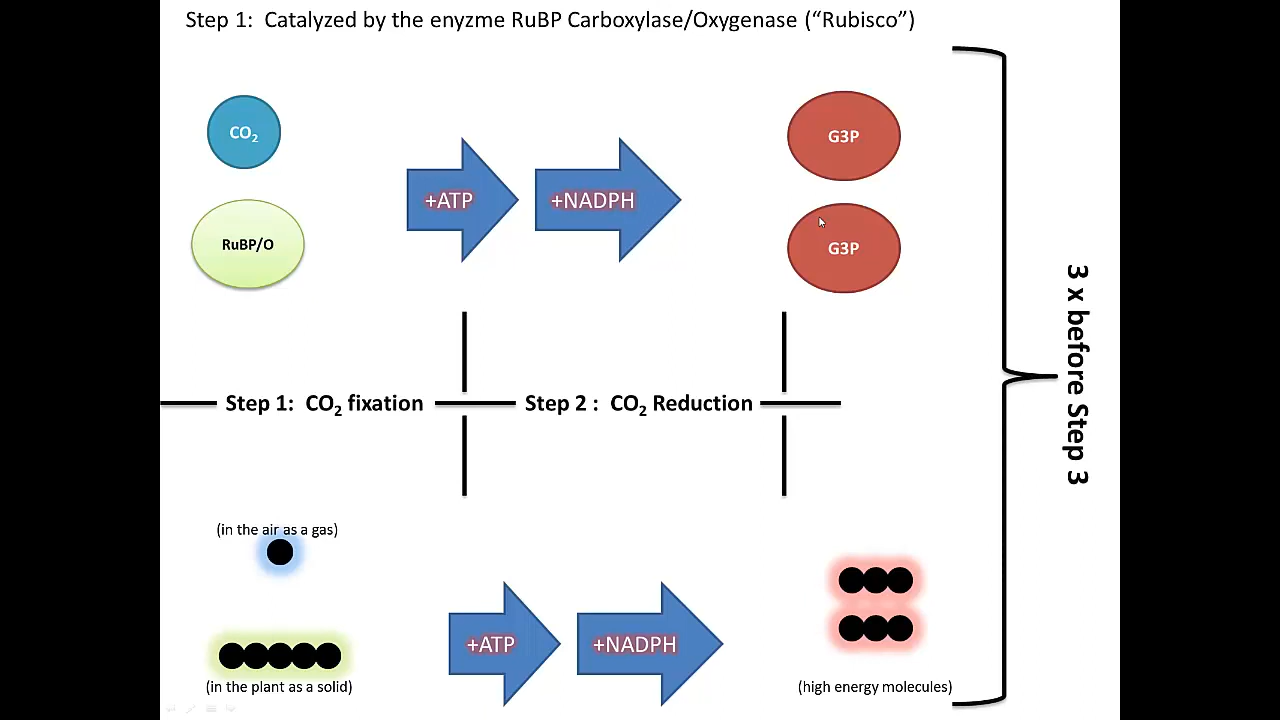 Step 1:  Catalyzed by the enyzme RuBP Carboxylase/Oxygenase (“Rubisco”)
CO₂
G3P
+ATP
+NADPH
RuBP/O
G3P
3 x before Step 3
Step 1:  CO₂ fixation
Step 2 :  CO₂ Reduction
(in the air as a gas)
+ATP
+NADPH
(in the plant as a solid)
(high energy molecules)